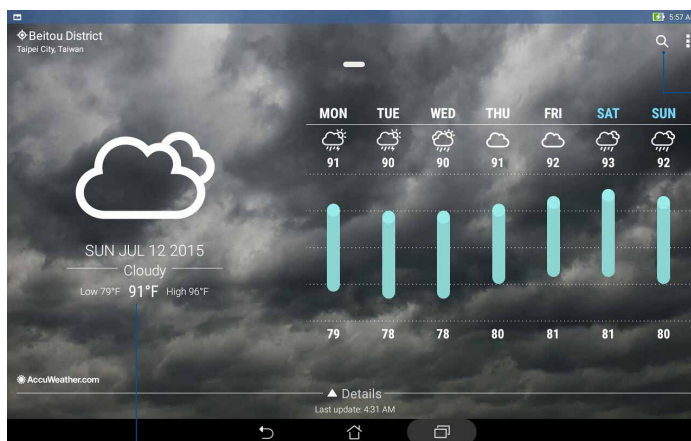 5:57 A
Beitou District
Taipei City, Taiwan
MON TUE WED THU FRI SAT SUN
91 90 90 91 92 93 92
SUN JUL 12 2015
Cloudy
Low 79°F 91°F High 96°F
79 78 78 80 81 81 80
AccuWeather.com
Details
Last update: 4:31 AM